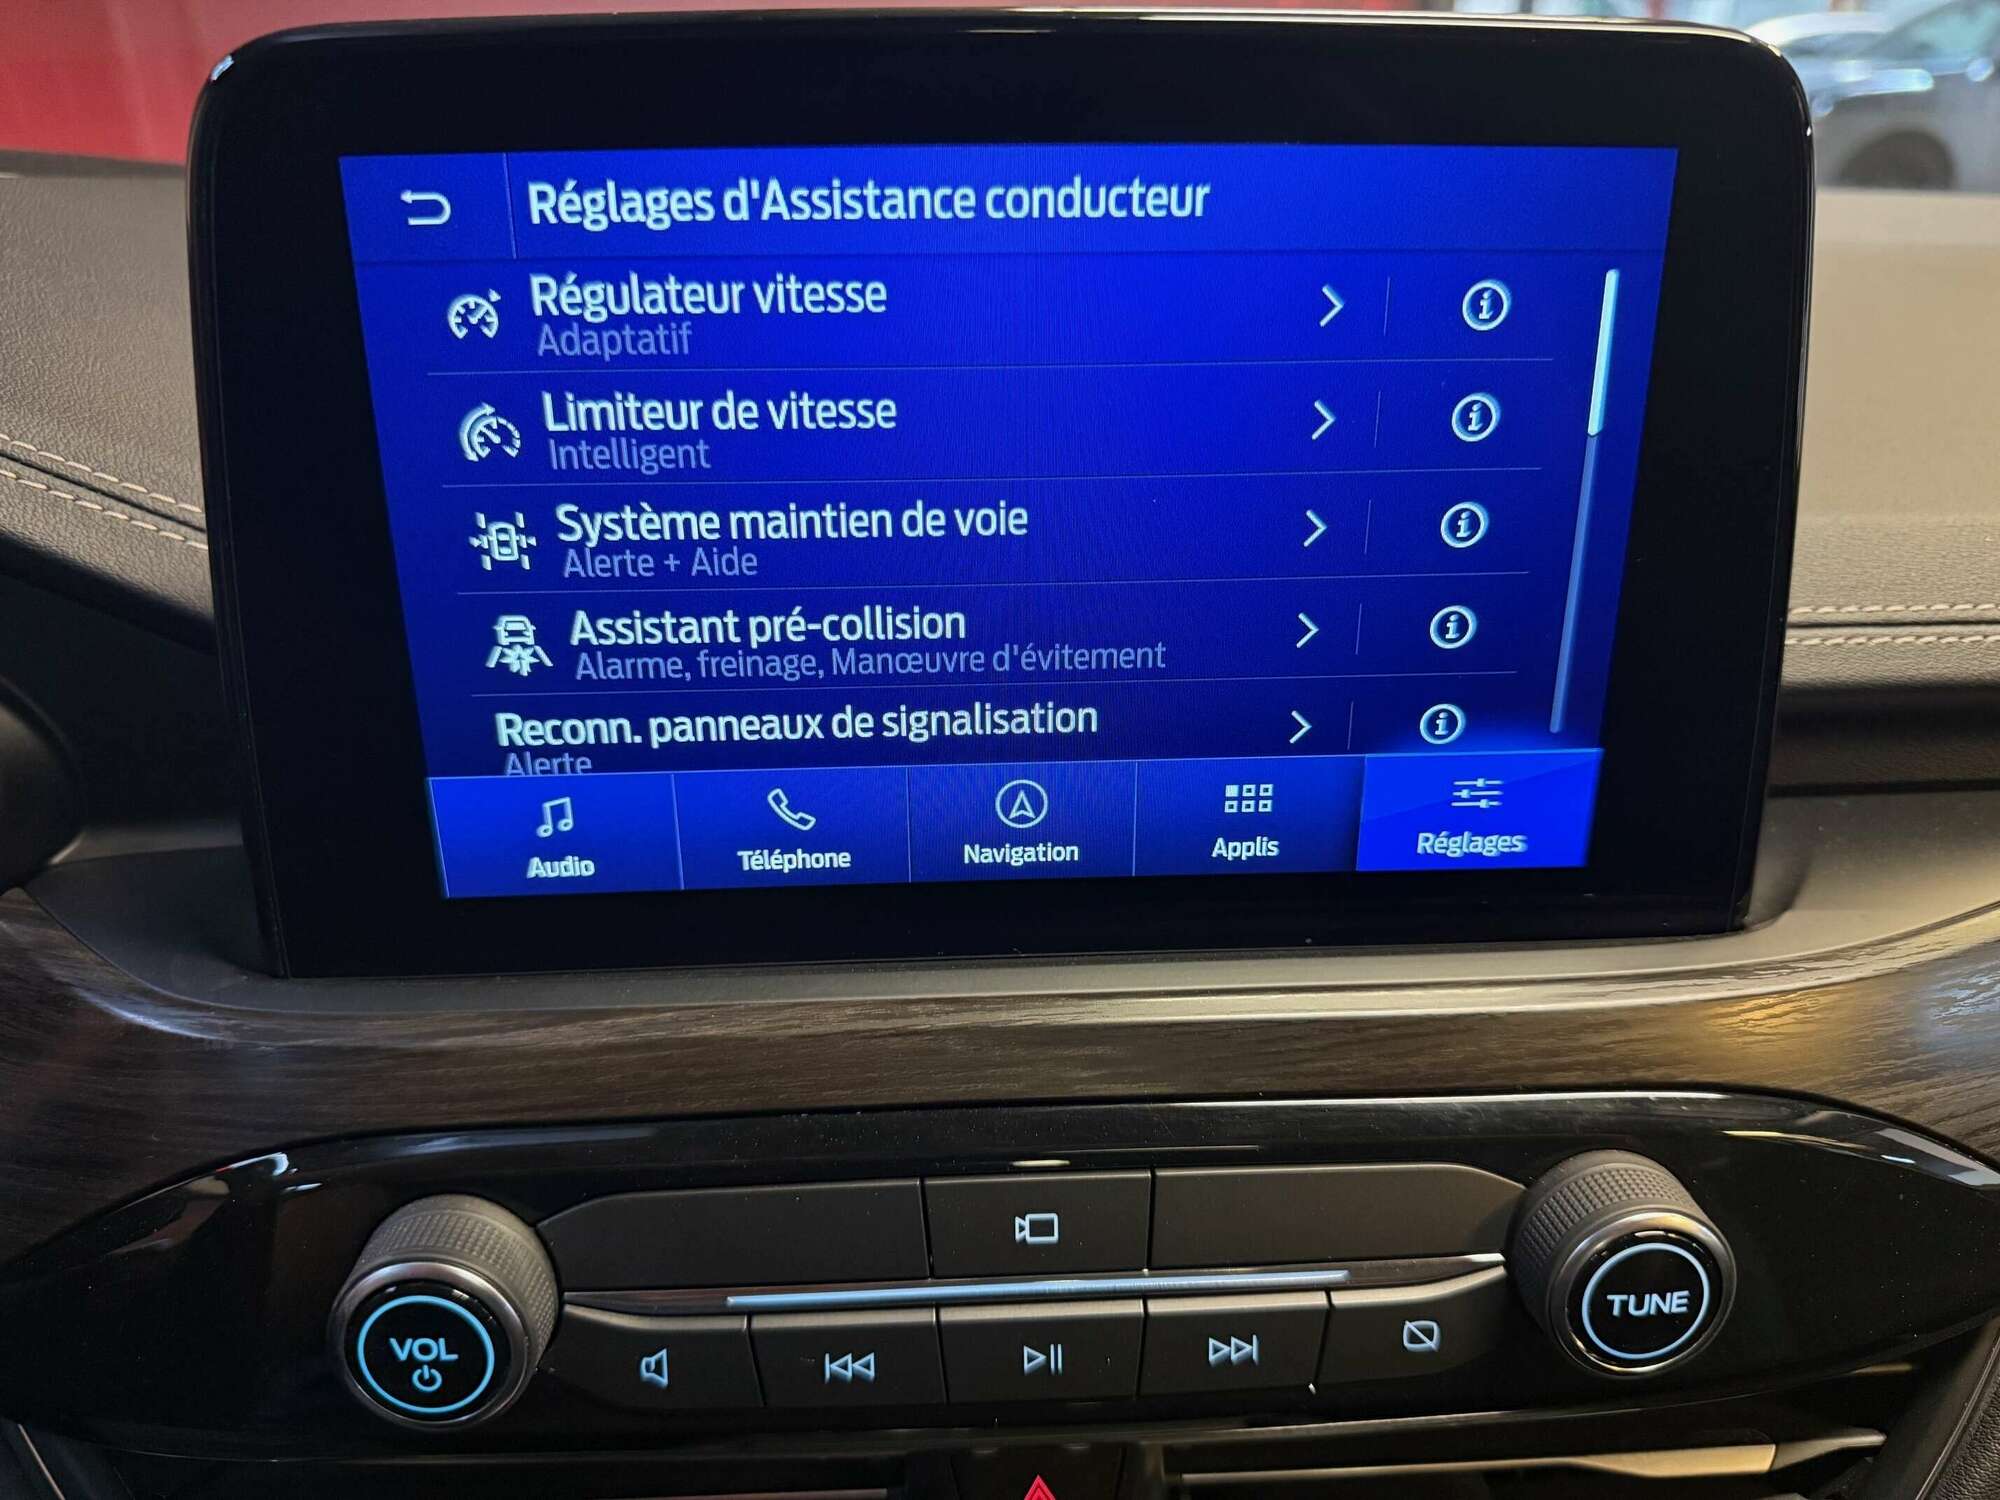 Réglages d'Assistance conducteur
Régulateur vitesse
Adaptatif
Limiteur de vitesse
Intelligent
Système maintien de voie
Alerte + Aide
Assistant pré-collision
Alarme, freinage, Manœuvre d'évitement
Reconn. panneaux de signalisation
Alerte
Audio
Téléphone
Navigation
Applis
Réglages
VOL
TUNE